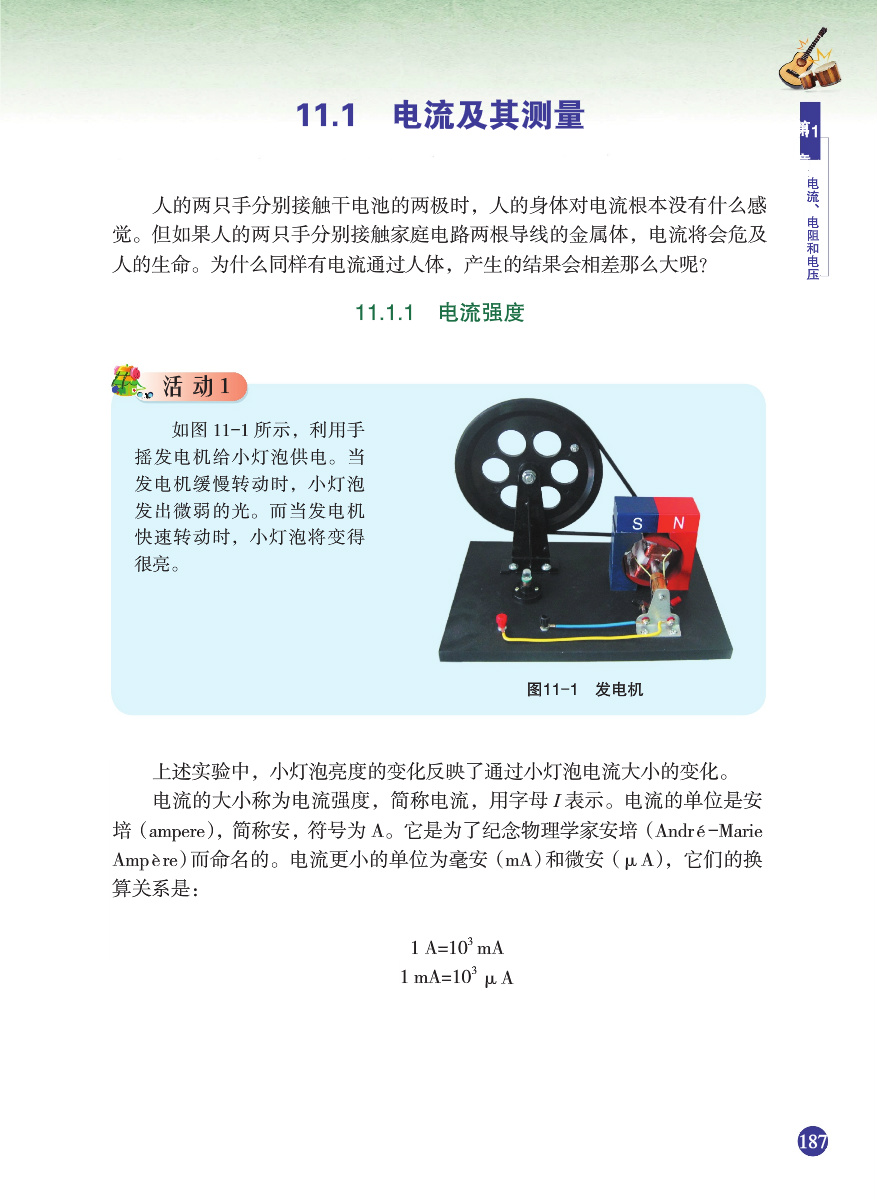 11.1 电流及其测量
第1
电流、电阻和电压
人的两只手分别接触干电池的两极时，人的身体对电流根本没有什么感
觉。但如果人的两只手分别接触家庭电路两根导线的金属体，电流将会危及
人的生命。为什么同样有电流通过人体，产生的结果会相差那么大呢？
11.1.1 电流强度
活动1
如图 11-1 所示，利用手
摇发电机给小灯泡供电。当
发电机缓慢转动时，小灯泡
发出微弱的光。而当发电机
快速转动时，小灯泡将变得
很亮。
S N
图11-1 发电机
上述实验中，小灯泡亮度的变化反映了通过小灯泡电流大小的变化。
电流的大小称为电流强度，简称电流，用字母 I 表示。电流的单位是安
培（ampere），简称安，符号为 A。它是为了纪念物理学家安培（André-Marie
Ampère）而命名的。电流更小的单位为毫安（mA）和微安（μA），它们的换
算关系是：
1 A=10³ mA
1 mA=10³ μA
187